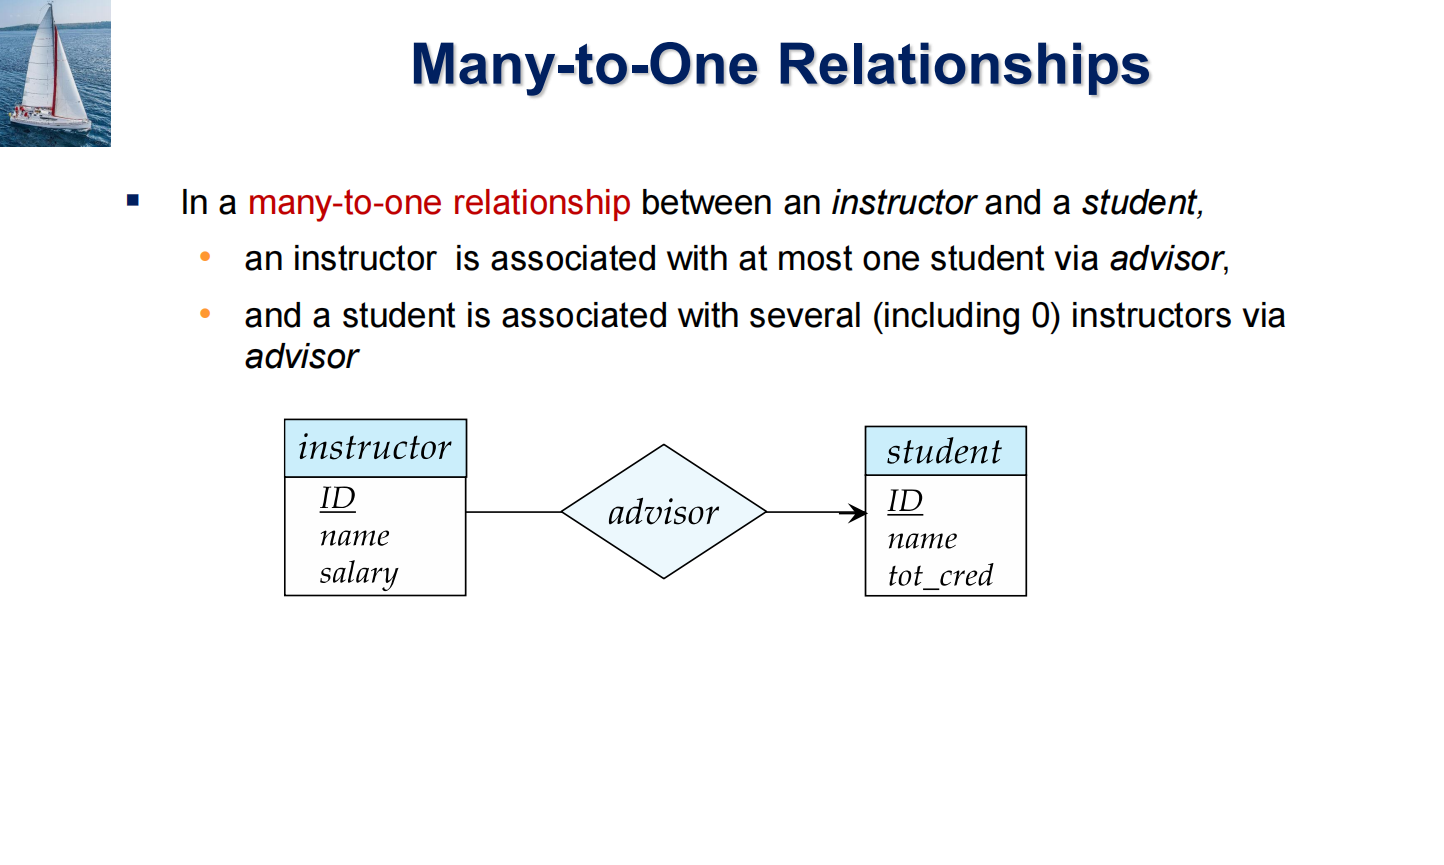 Many-to-One Relationships
In a many-to-one relationship between an instructor and a student,
an instructor is associated with at most one student via advisor,
and a student is associated with several (including 0) instructors via
advisor
instructor
ID
name
salary
advisor
student
ID
name
tot_cred